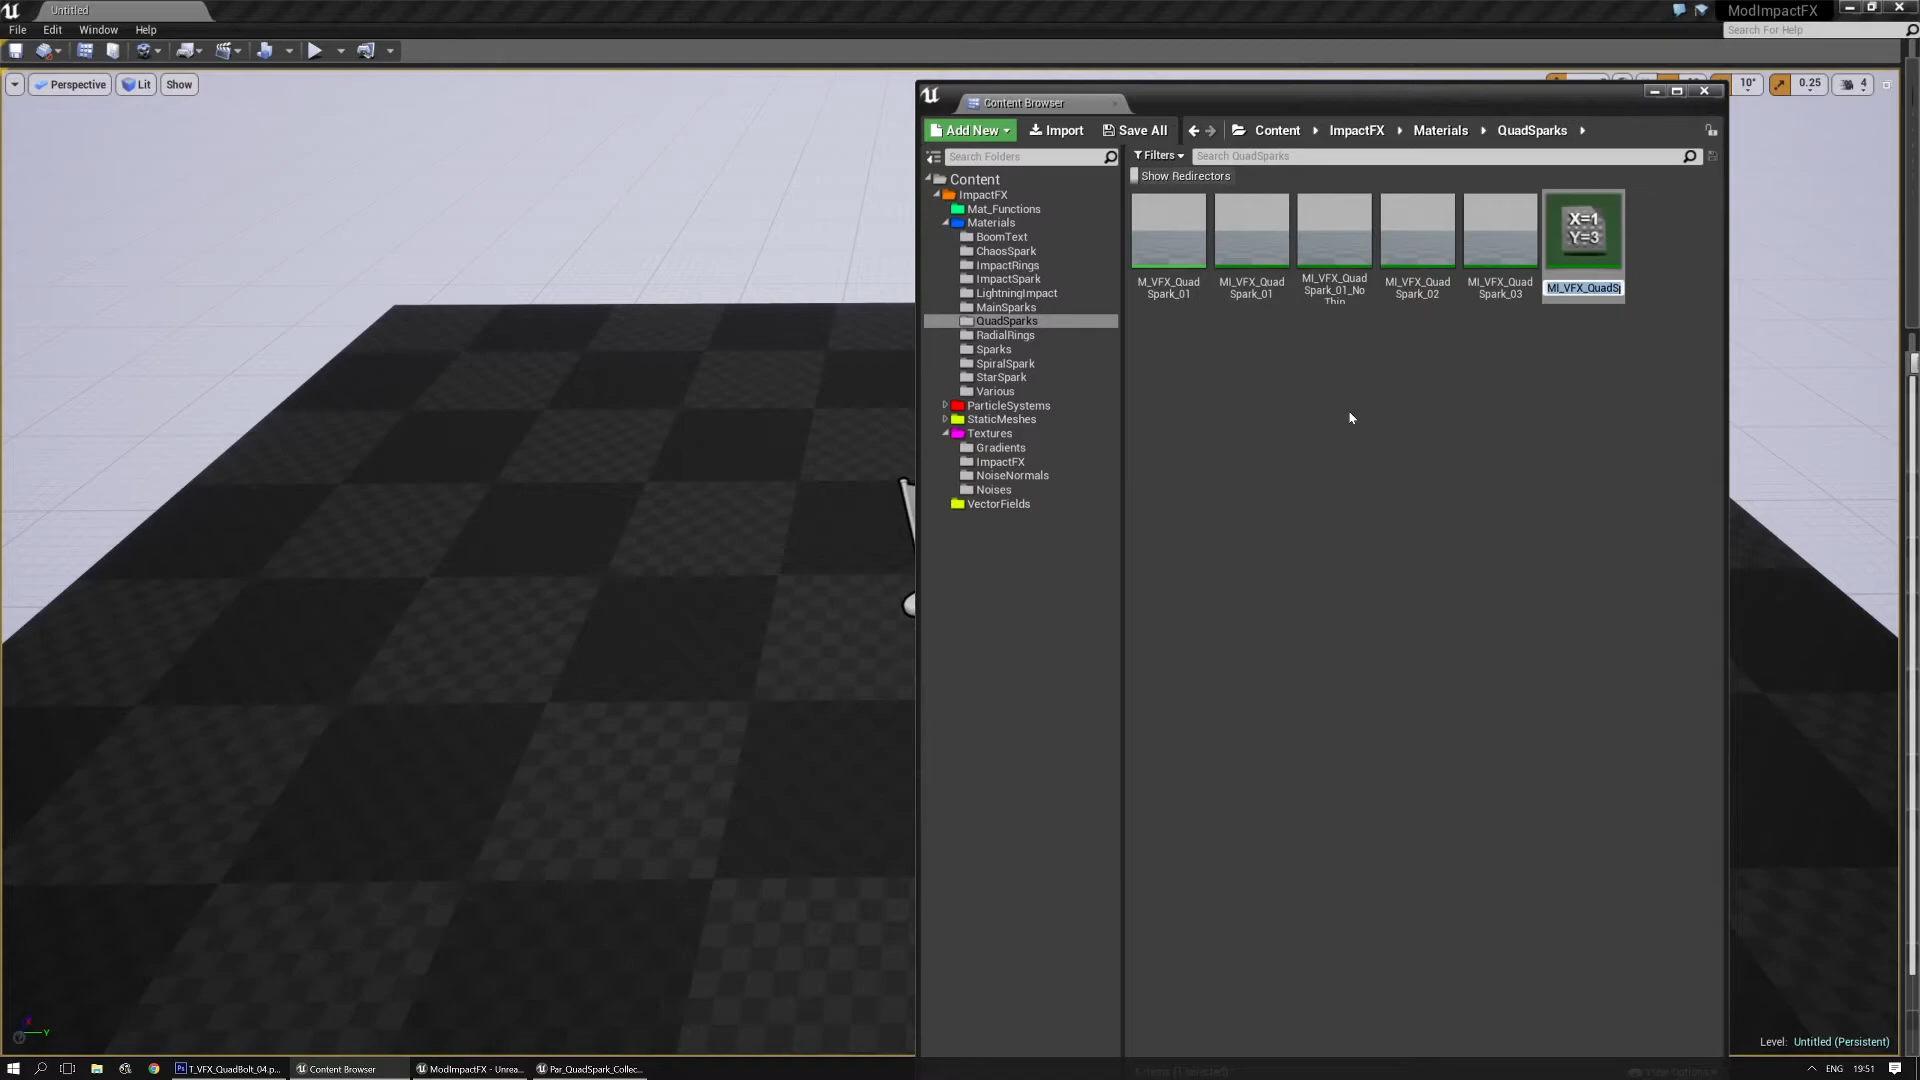 Untitled
ModImpactFX
File Edit Window Help
Search For Help
Perspective Lit Show
10° 0.25 4
Content Browser
Add New Import Save All Content ImpactFX Materials QuadSparks
Search Folders
Filters Search QuadSparks
Show Redirectors
Content
ImpactFX
Mat_Functions
Materials
BoomText
ChaosSpark
ImpactRings
ImpactSpark
LightningImpact
MainSparks
QuadSparks
RadialRings
Sparks
SpiralSpark
StarSpark
Various
ParticleSystems
StaticMeshes
Textures
Gradients
ImpactFX
NoiseNormals
Noises
VectorFields
M_VFX_Quad
Spark_01
MI_VFX_Quad
Spark_01
MI_VFX_Quad
Spark_01_No
Thin
MI_VFX_Quad
Spark_02
MI_VFX_Quad
Spark_03
X=1
Y=3
MI_VFX_QuadSp
X
Y
Level: Untitled (Persistent)
View Options
T_VFX_QuadBolt_04.p... Content Browser ModImpactFX - Unrea... Par_QuadSpark_Collec...
ENG 19:51